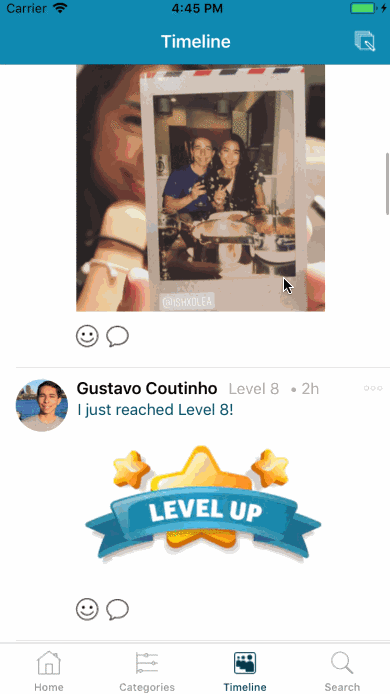 Carrier 4:45 PM
Timeline
Gustavo Coutinho Level 8 • 2h
I just reached Level 8!
LEVEL UP
Home Categories Timeline Search